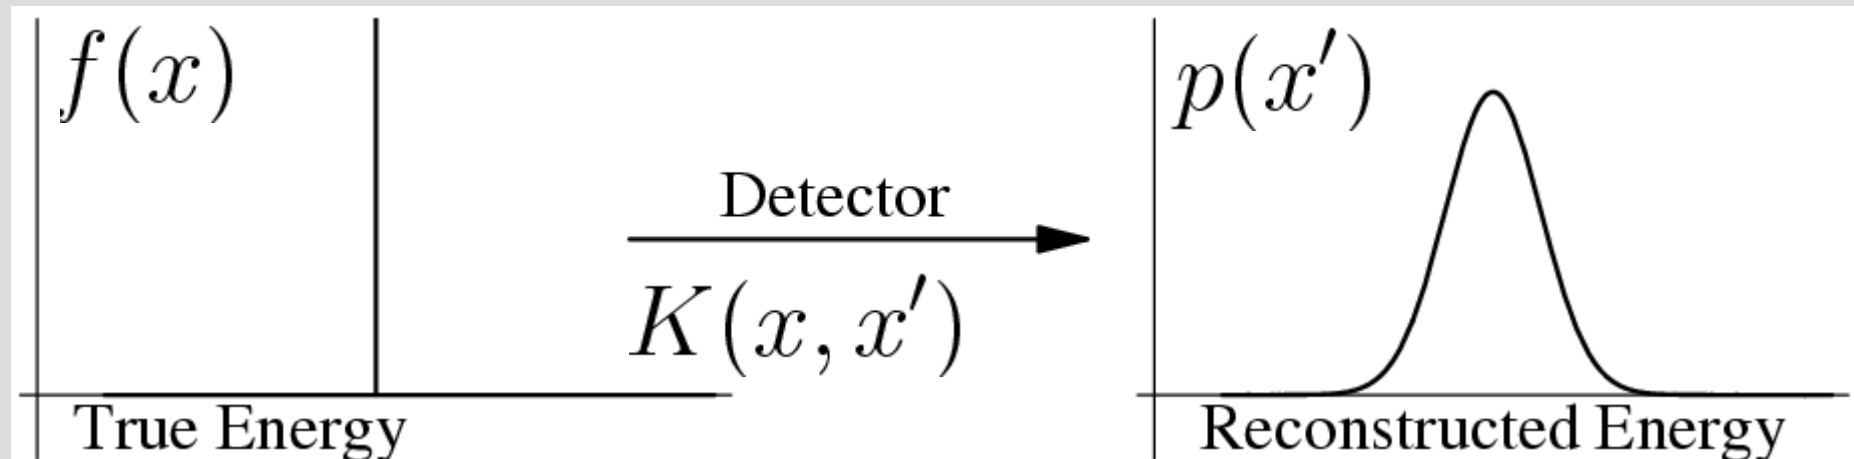 f(x)
True Energy
Detector
K(x, x′)
p(x′)
Reconstructed Energy